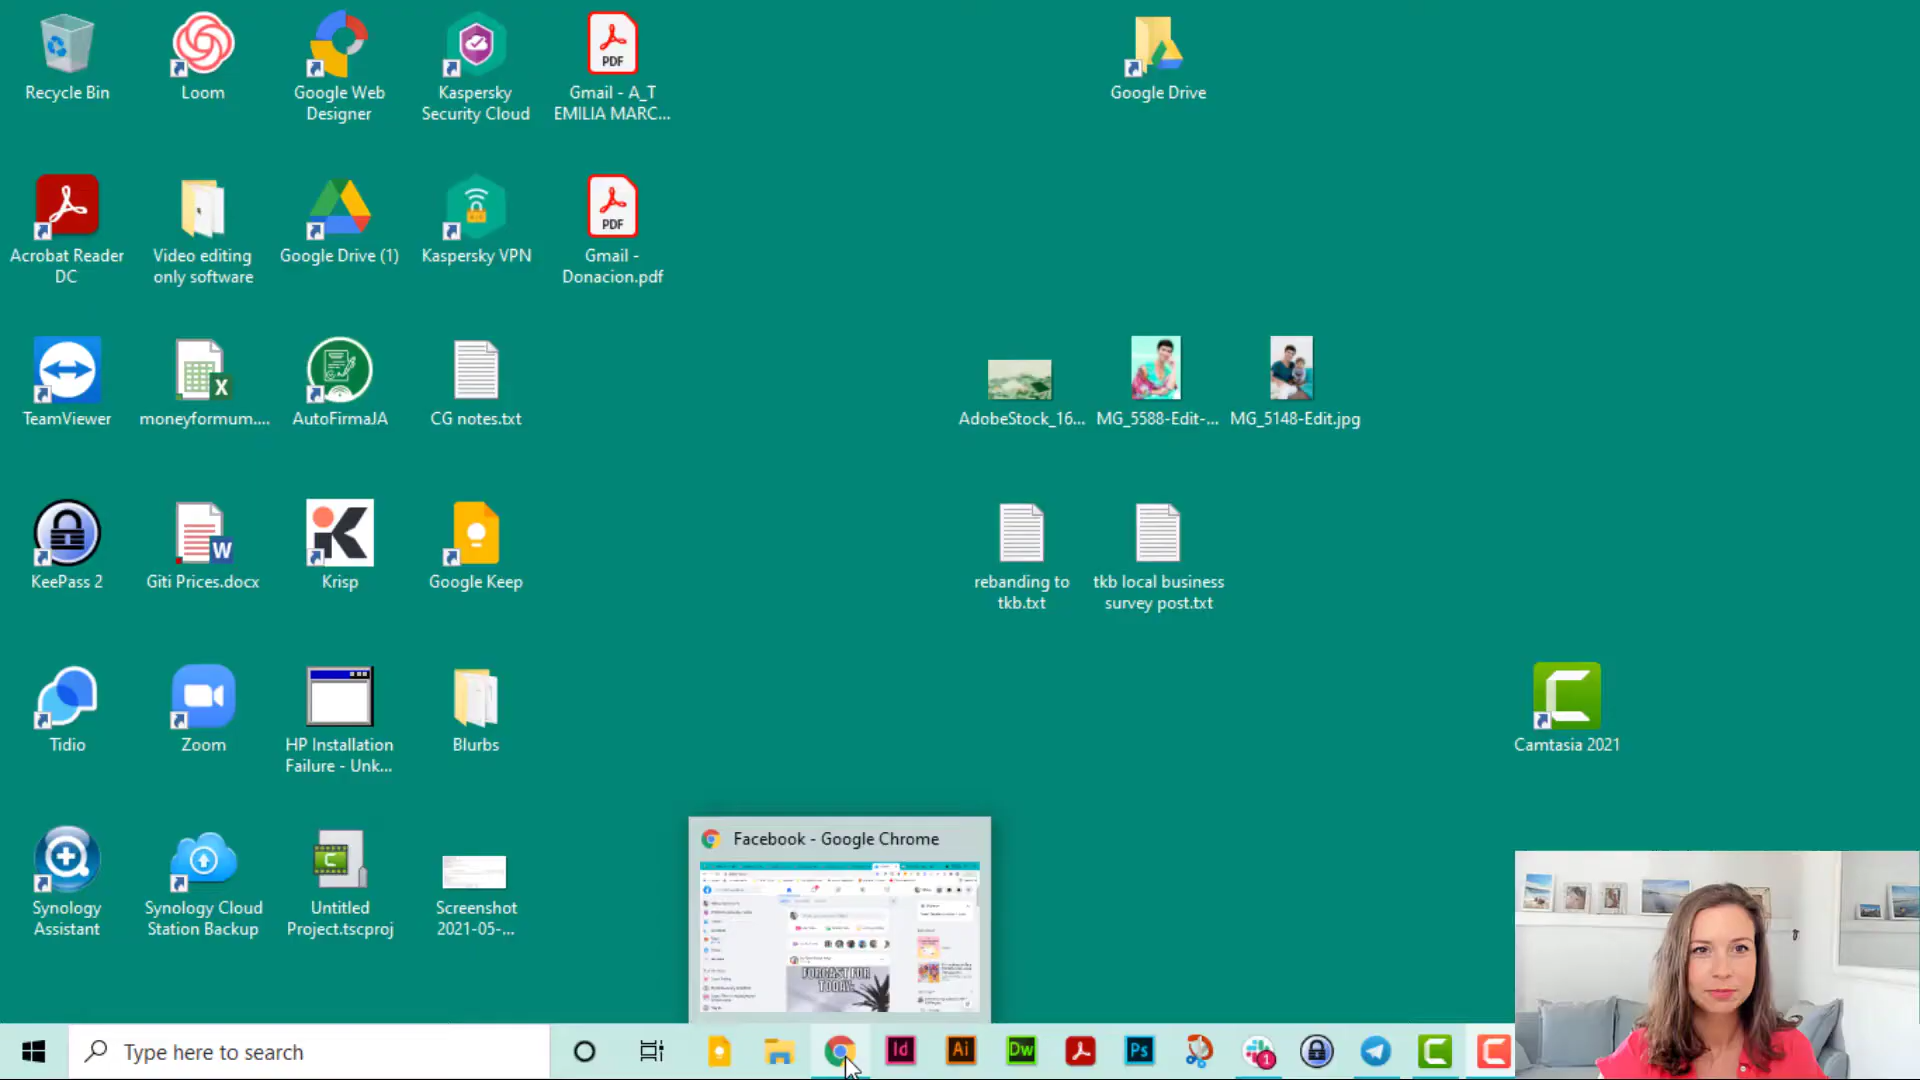 Recycle Bin
Loom
Google Web
Designer
Kaspersky
Security Cloud
PDF
Gmail - A_T
EMILIA MARC...
Google Drive
Acrobat Reader
DC
Video editing
only software
Google Drive (1)
Kaspersky VPN
PDF
Gmail -
Donacion.pdf
TeamViewer
X
moneyformum....
AutoFirmaJA
CG notes.txt
AdobeStock_16...
MG_5588-Edit-...
MG_5148-Edit.jpg
KeePass 2
W
Giti Prices.docx
Krisp
Google Keep
rebanding to
tkb.txt
tkb local business
survey post.txt
Tidio
Zoom
HP Installation
Failure - Unk...
Blurbs
Camtasia 2021
Synology
Assistant
Synology Cloud
Station Backup
Untitled
Project.tscproj
Screenshot
2021-05-...
Facebook - Google Chrome
FORCAST FOR
TODAY:
Type here to search
Id
Ai
Dw
Ps
1